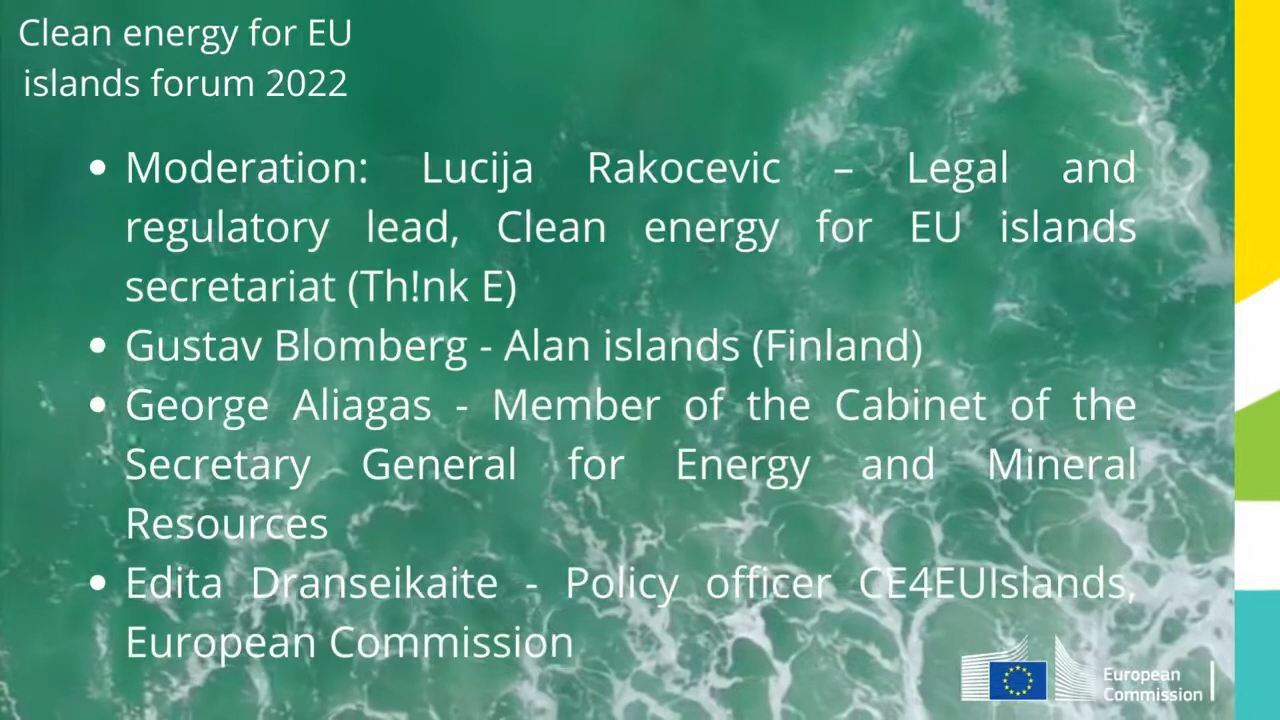 Clean energy for EU
islands forum 2022
• Moderation: Lucija Rakocevic – Legal and
regulatory lead, Clean energy for EU islands
secretariat (Th!nk E)
• Gustav Blomberg - Alan islands (Finland)
• George Aliagas - Member of the Cabinet of the
Secretary General for Energy and Mineral
Resources
• Edita Dranseikaite - Policy officer CE4EUIslands,
European Commission
European
Commission